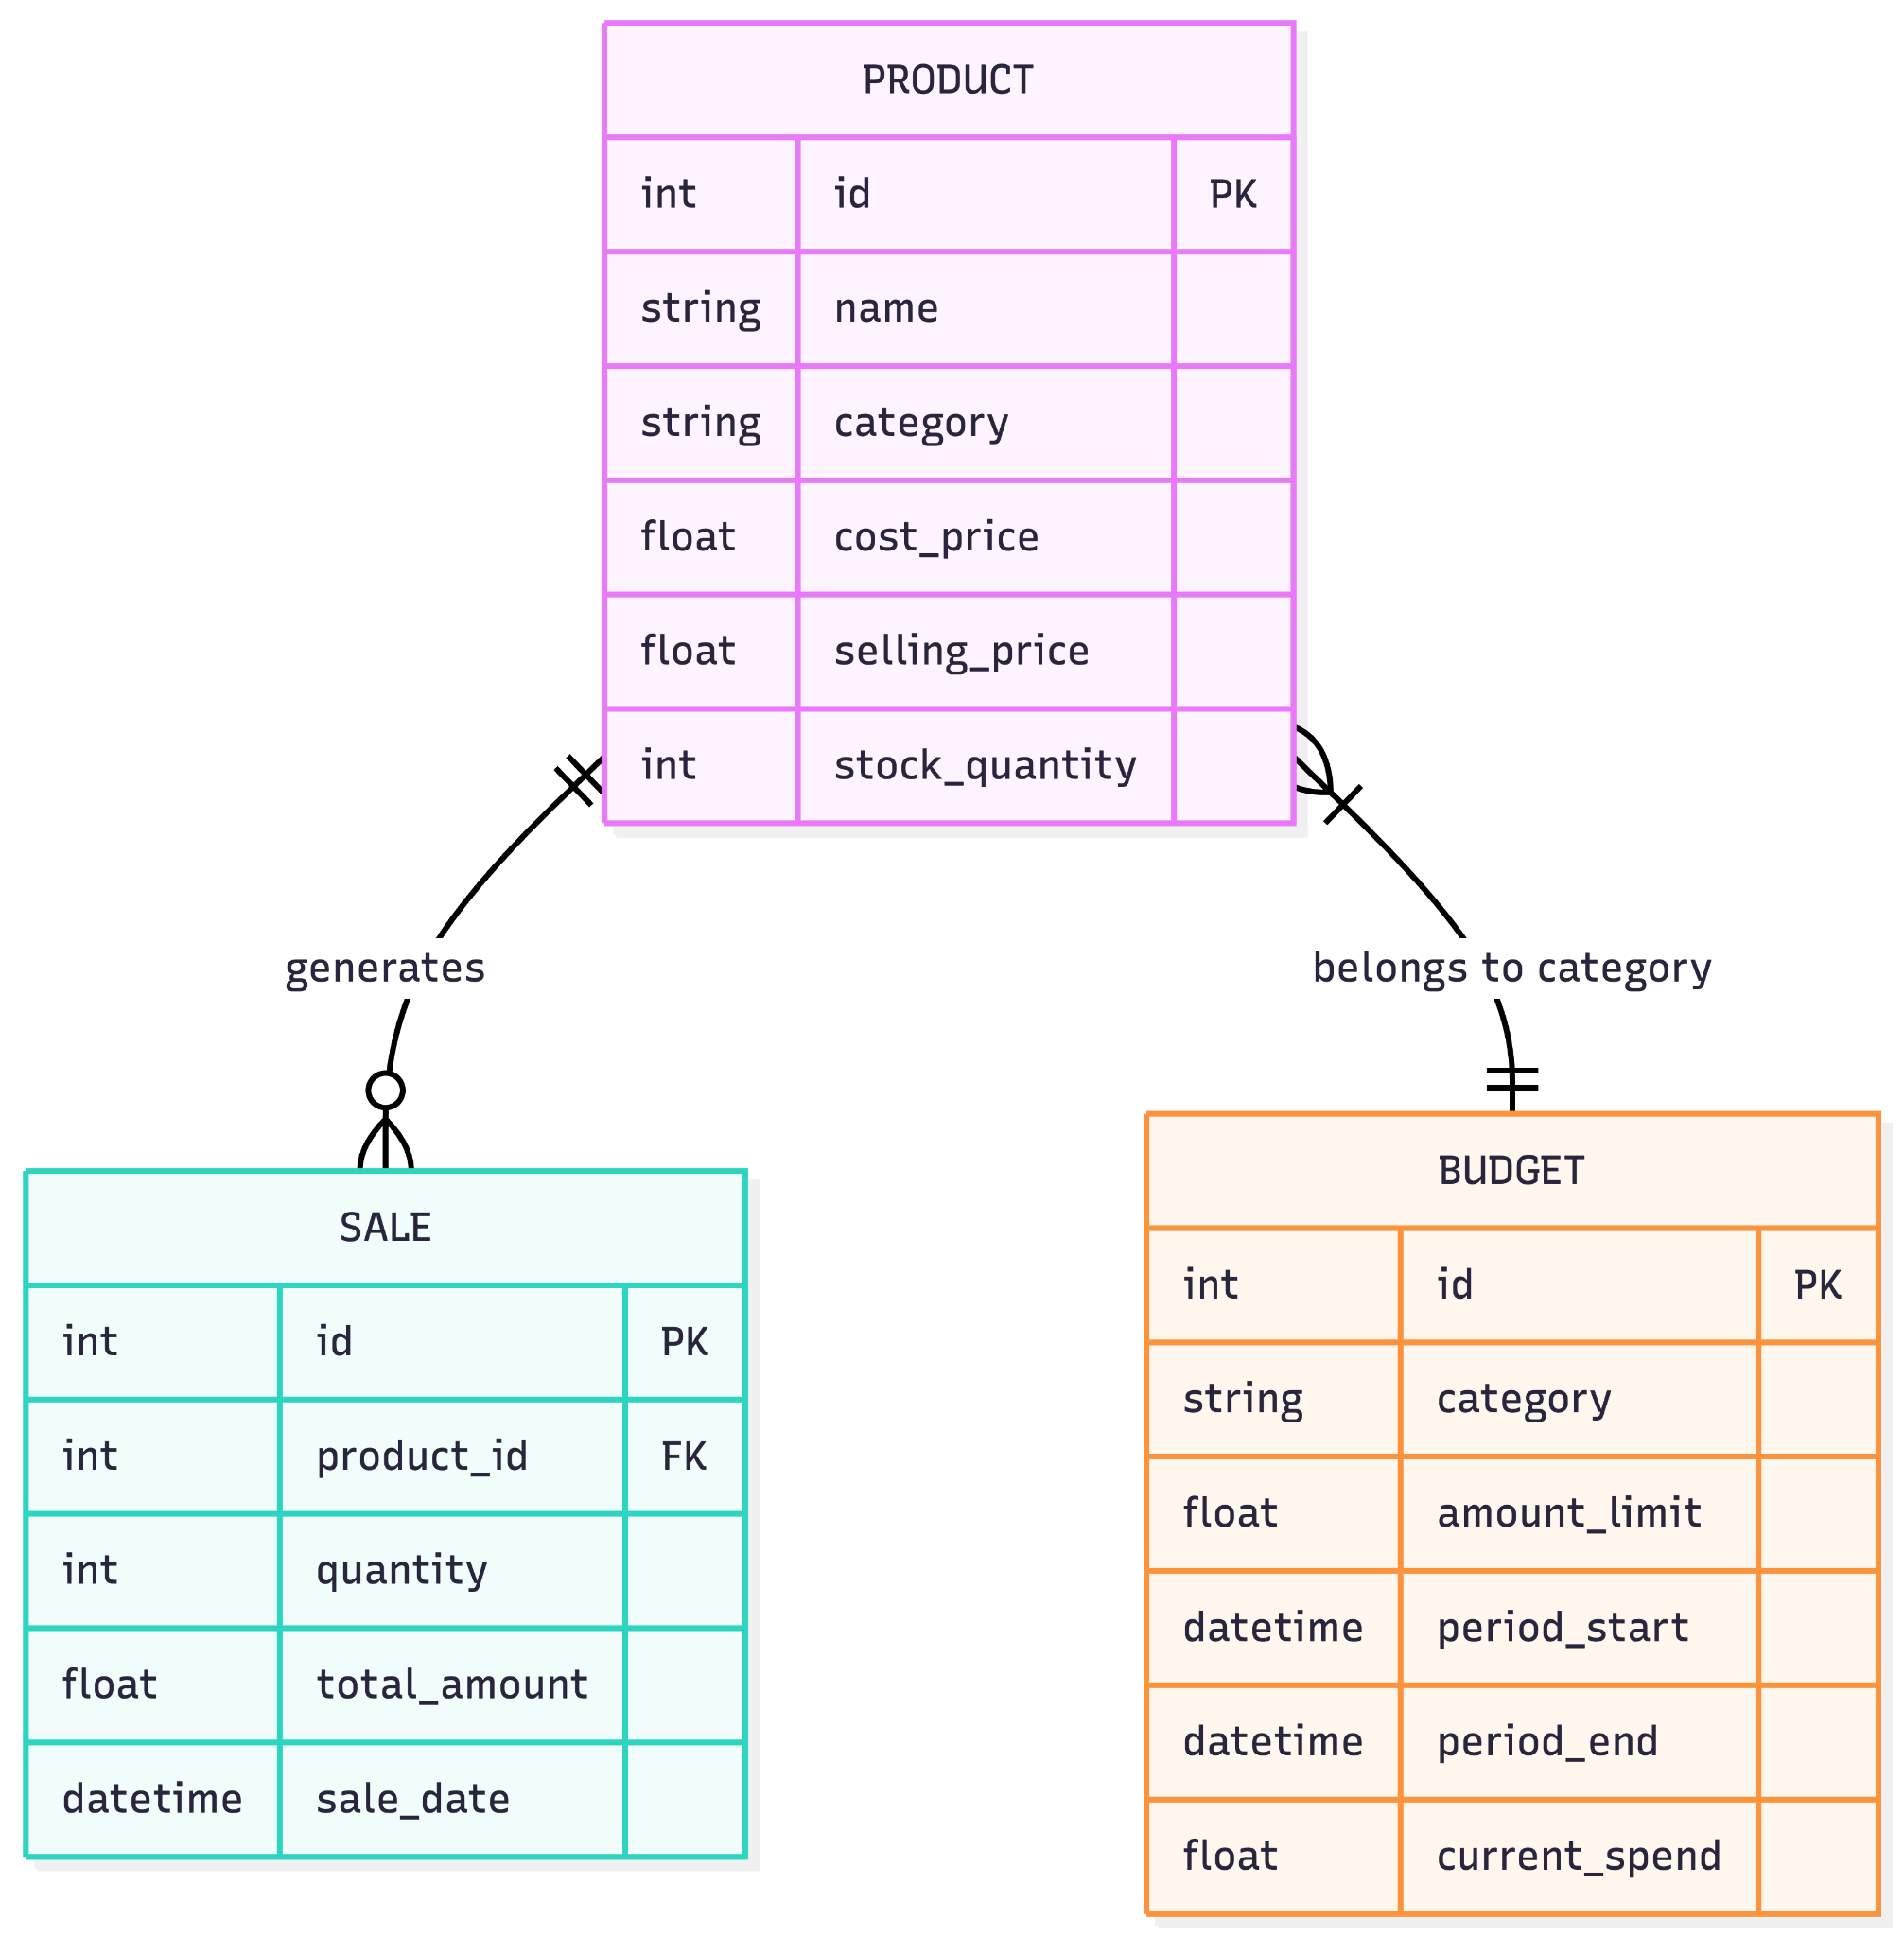 PRODUCT
int id PK
string name
string category
float cost_price
float selling_price
int stock_quantity
generates
belongs to category
SALE
int id PK
int product_id FK
int quantity
float total_amount
datetime sale_date
BUDGET
int id PK
string category
float amount_limit
datetime period_start
datetime period_end
float current_spend